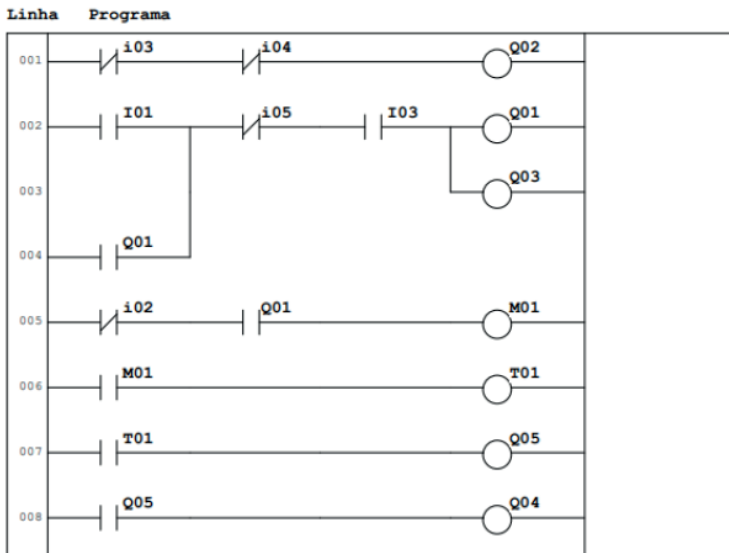 Linha Programa
001 i03 i04 Q02
002 I01 i05 I03 Q01
003 Q03
004 Q01
005 i02 Q01 M01
006 M01 T01
007 T01 Q05
008 Q05 Q04